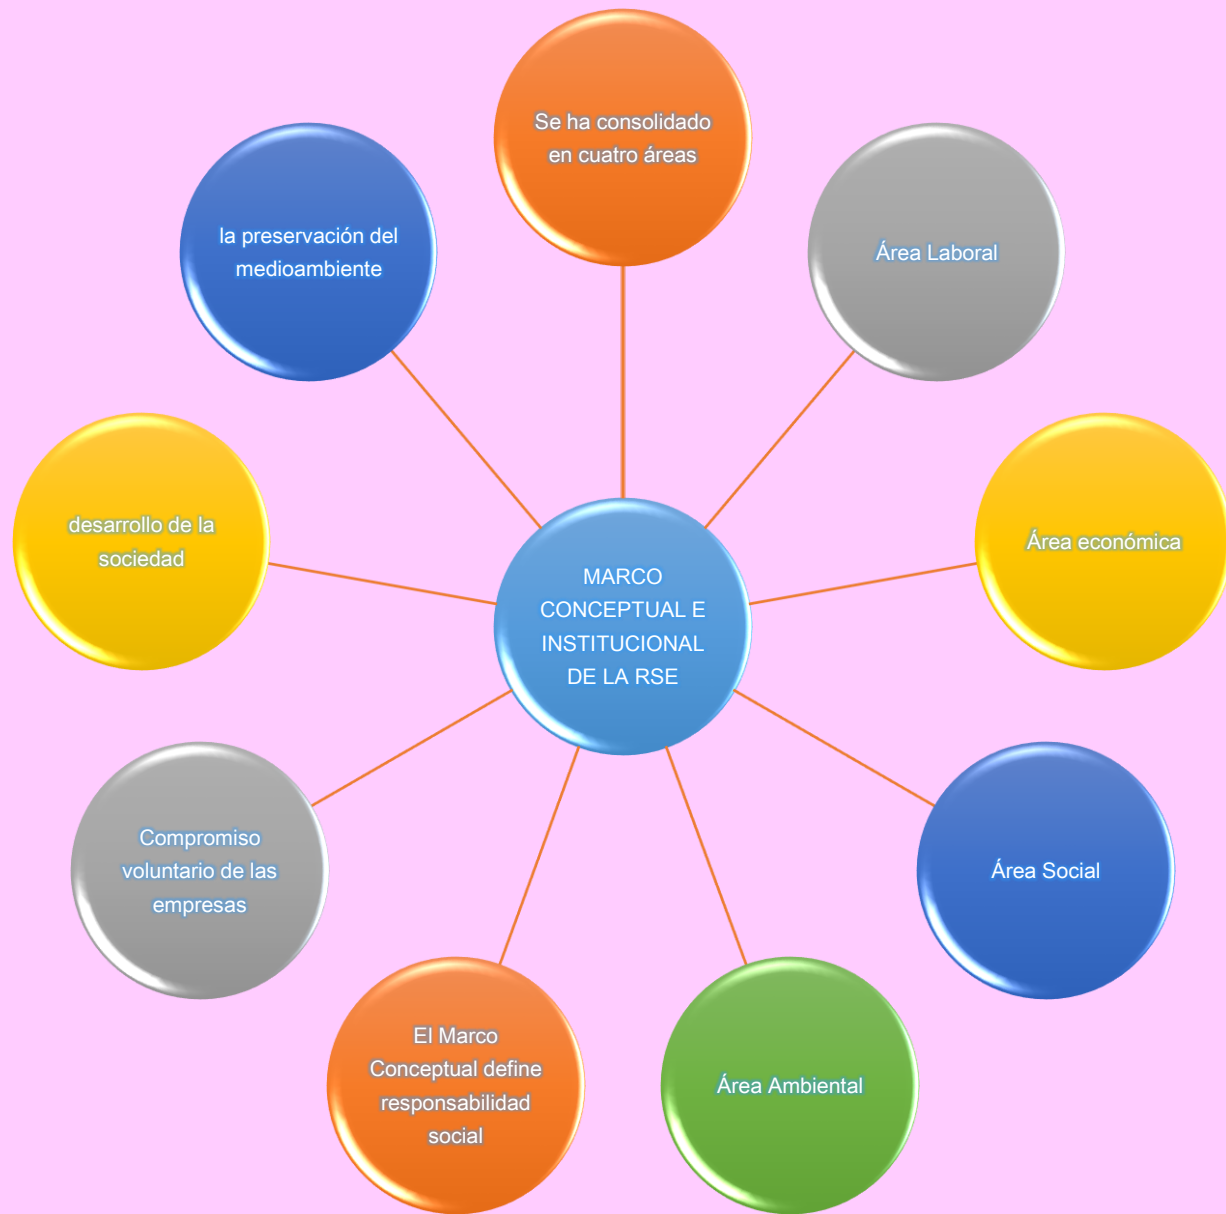 Se ha consolidado
en cuatro áreas
Área Laboral
Área económica
Área Social
Área Ambiental
El Marco
Conceptual define
responsabilidad
social
Compromiso
voluntario de las
empresas
desarrollo de la
sociedad
la preservación del
medioambiente
MARCO
CONCEPTUAL E
INSTITUCIONAL
DE LA RSE